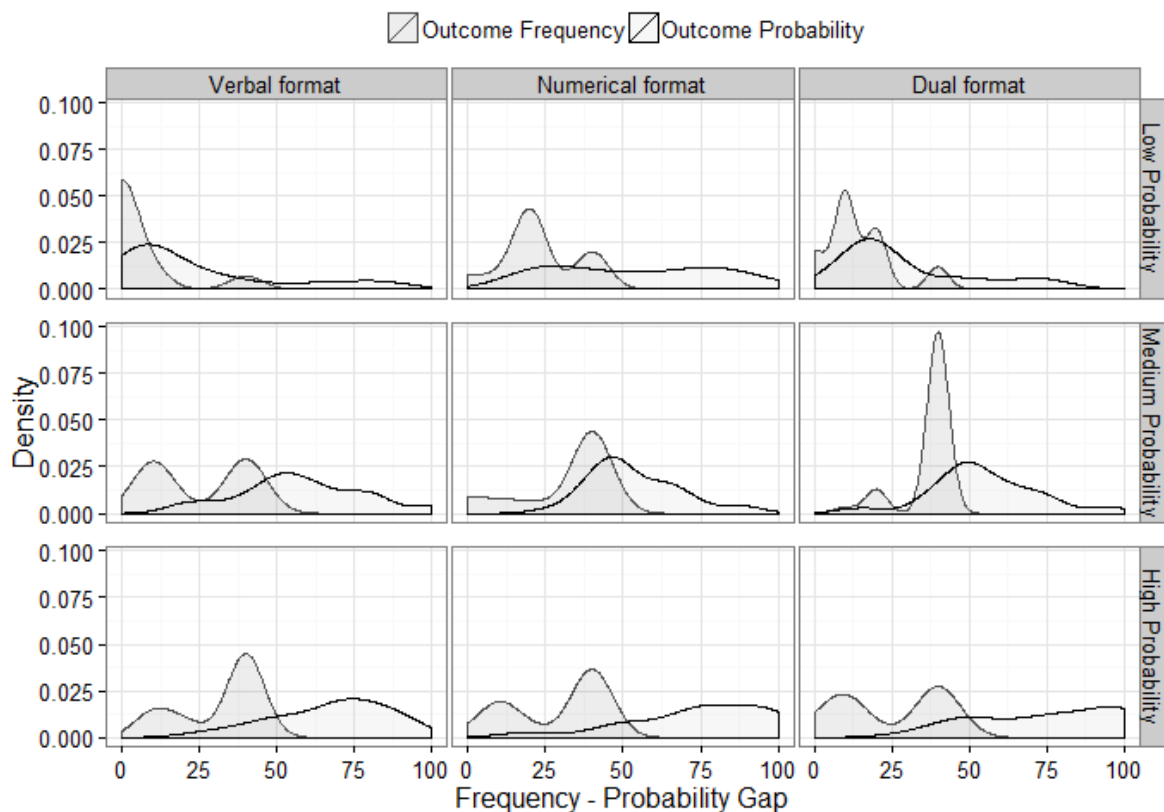 Outcome Frequency Outcome Probability
Verbal format Numerical format Dual format
0.100
0.075
0.050
0.025
0.000
Low Probability
0.100
0.075
0.050
0.025
0.000
Medium Probability
0.100
0.075
0.050
0.025
0.000
High Probability
Density
0 25 50 75 100 0 25 50 75 100 0 25 50 75 100
Frequency - Probability Gap